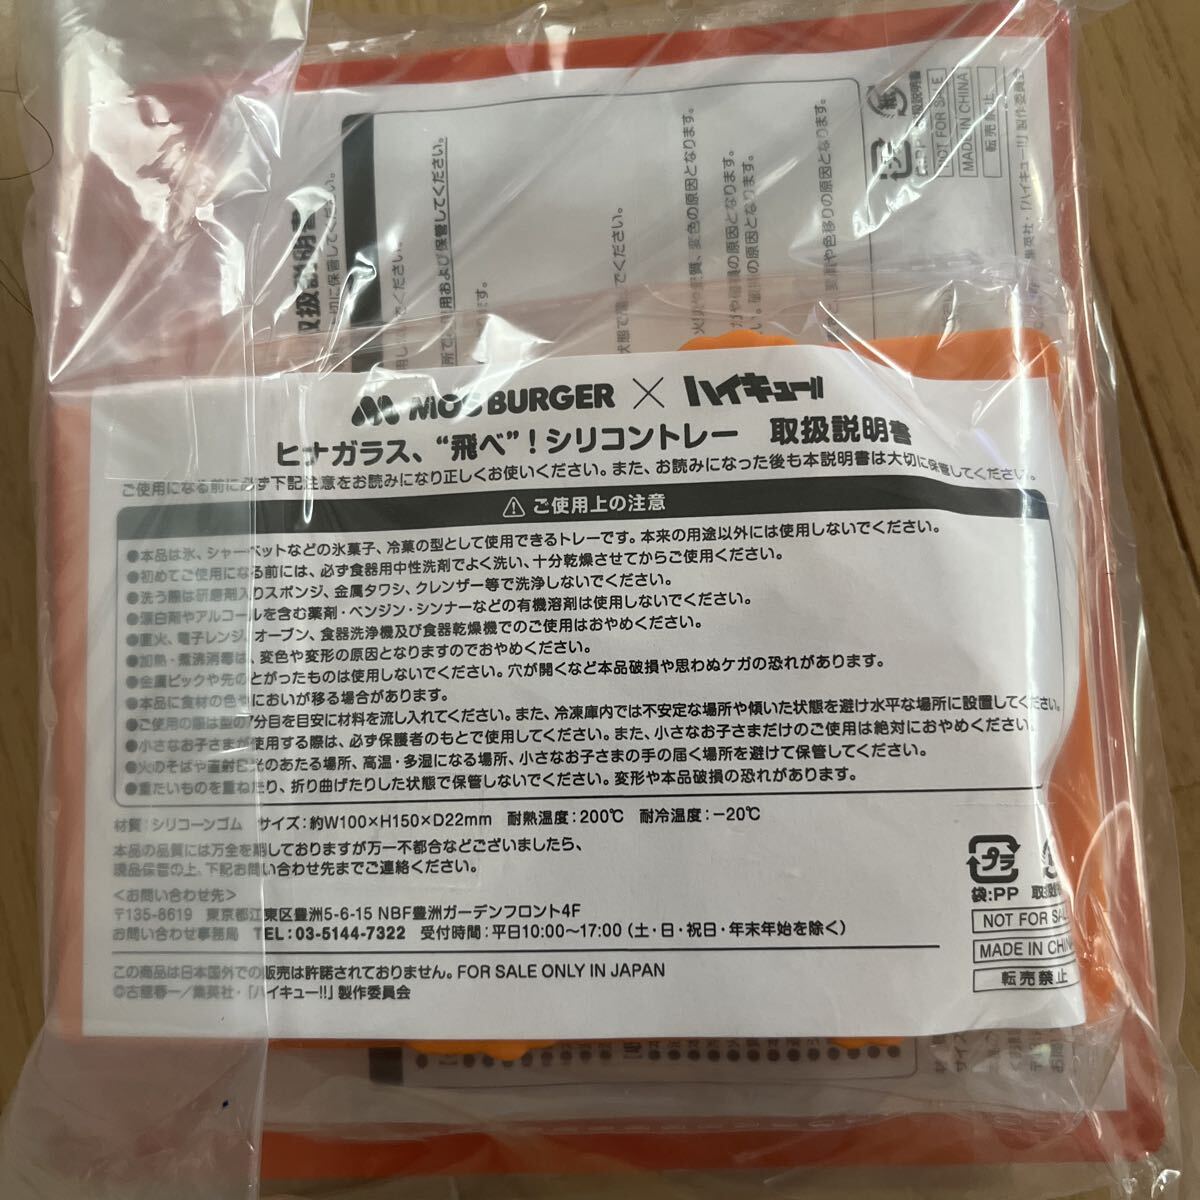 取扱説明書
NOT FOR SALE
MADE IN CHINA
転売禁止
MOS BURGER × ハイキュー!!
ヒナガラス、“飛べ”！シリコントレー 取扱説明書
ご使用になる前に必ず下記注意をお読みになり正しくお使いください。また、お読みになった後も本説明書は大切に保管してください。
⚠ ご使用上の注意
●本品は氷、シャーベットなどの氷菓子、冷菓の型として使用できるトレーです。本来の用途以外には使用しないでください。
●初めてご使用になる前には、必ず食器用中性洗剤でよく洗い、十分乾燥させてからご使用ください。
●洗う際は研磨剤入りスポンジ、金属タワシ、クレンザー等で洗浄しないでください。
●漂白剤やアルコールを含む薬剤・ベンジン・シンナーなどの有機溶剤は使用しないでください。
●直火、電子レンジ、オーブン、食器洗浄機及び食器乾燥機でのご使用はおやめください。
●加熱・煮沸消毒は、変色や変形の原因となりますのでおやめください。
●金属ピックや先のとがったものは使用しないでください。穴が開くなど本品破損や思わぬケガの恐れがあります。
●本品に食材の色やにおいが移る場合があります。
●ご使用の際は型の7分目を目安に材料を流し入れてください。また、冷凍庫内では不安定な場所や傾いた状態を避け水平な場所に設置してください。
●小さなお子さまが使用する際は、必ず保護者のもとで使用してください。また、小さなお子さまだけのご使用は絶対におやめください。
●火のそばや直射日光のあたる場所、高温・多湿になる場所、小さなお子さまの手の届く場所を避けて保管してください。
●重たいものを重ねたり、折り曲げたりした状態で保管しないでください。変形や本品破損の恐れがあります。
材質：シリコーンゴム サイズ：約W100×H150×D22mm 耐熱温度：200℃ 耐冷温度：−20℃
本品の品質には万全を期しておりますが万一不都合などございましたら、
現品保管の上、下記お問い合わせ先までご連絡ください。
＜お問い合わせ先＞
〒135-8619 東京都江東区豊洲5-6-15 NBF豊洲ガーデンフロント4F
お問い合わせ事務局 TEL：03-5144-7322 受付時間：平日10:00〜17:00（土・日・祝日・年末年始を除く）
この商品は日本国外での販売は許諾されておりません。FOR SALE ONLY IN JAPAN
©古舘春一／集英社・「ハイキュー!!」製作委員会
プラ
袋：PP
NOT FOR SAL
MADE IN CHIN
転売禁止